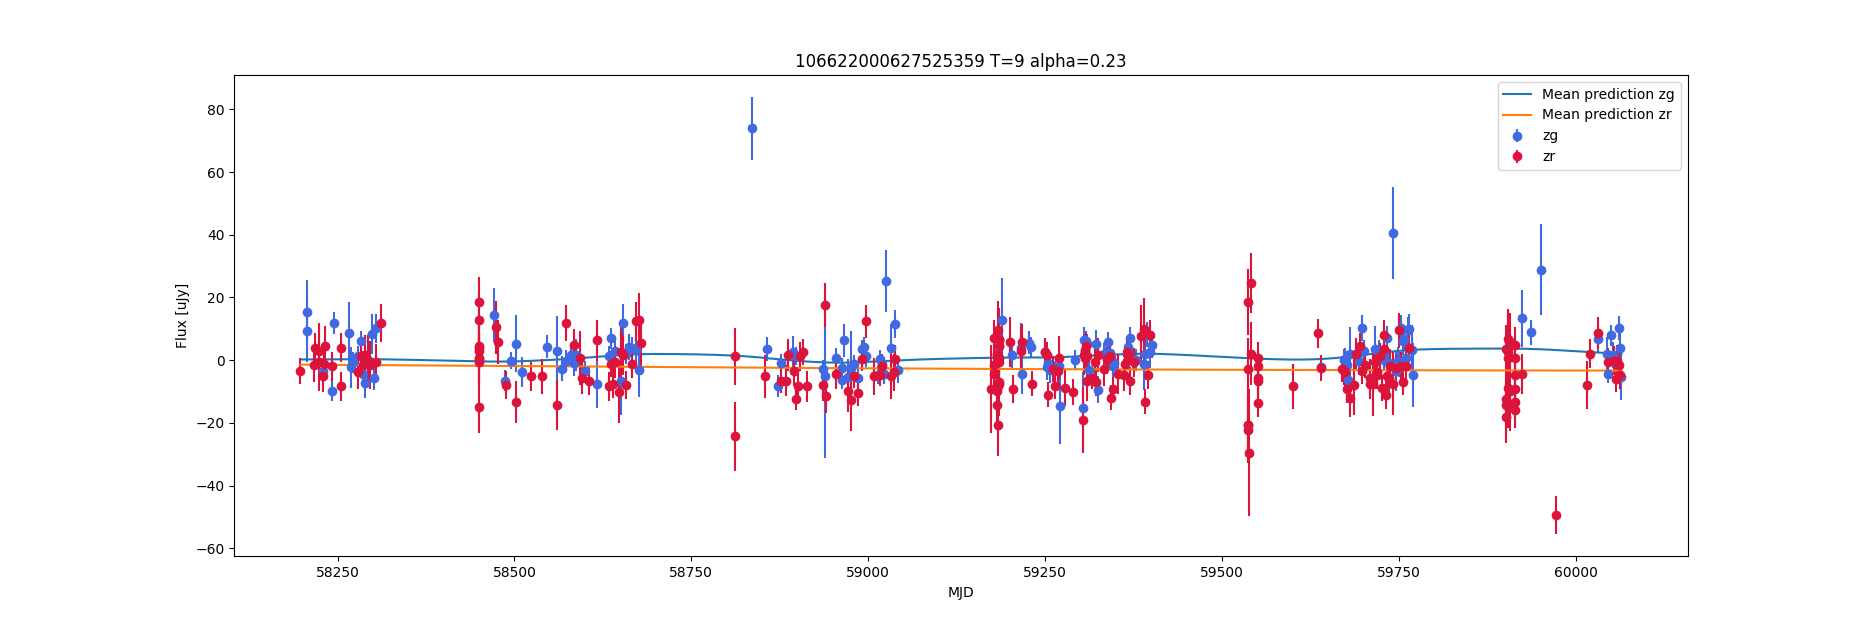 106622000627525359 T=9 alpha=0.23
Mean prediction zg
Mean prediction zr
zg
zr
Flux [uJy]
80
60
40
20
0
−20
−40
−60
58250 58500 58750 59000 59250 59500 59750 60000
MJD